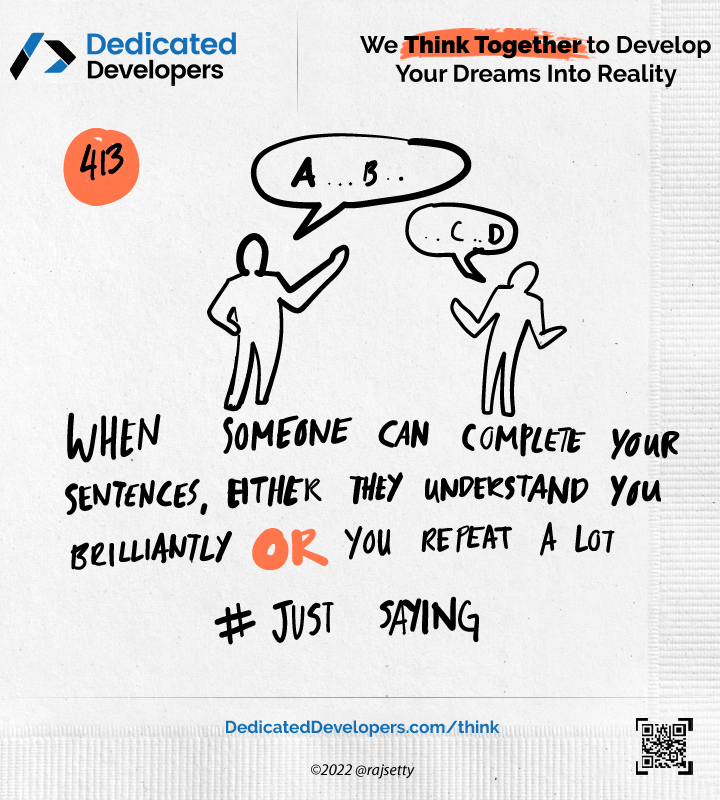 Dedicated
Developers
We Think Together to Develop
Your Dreams Into Reality
413
A ... B ..
.. C .. D
WHEN SOMEONE CAN COMPLETE YOUR
SENTENCES, EITHER THEY UNDERSTAND YOU
BRILLIANTLY OR YOU REPEAT A LOT
# JUST SAYING
DedicatedDevelopers.com/think
©2022 @rajsetty